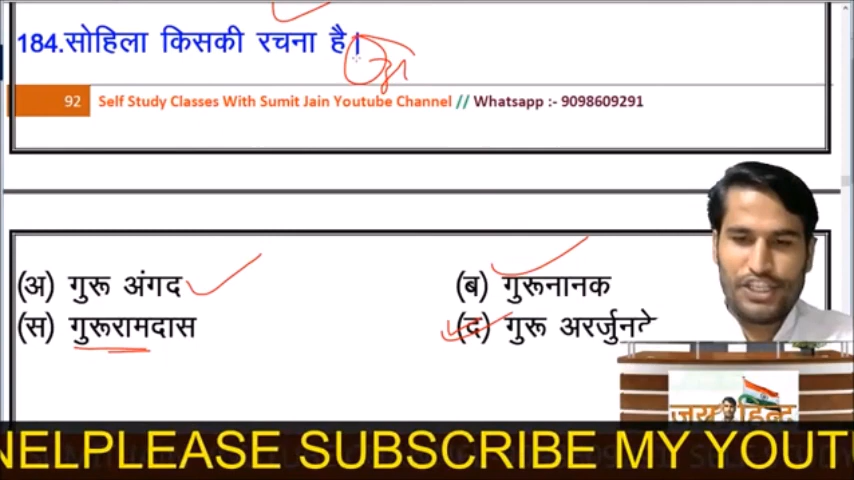 184.सोहिला किसकी रचना है।
92 Self Study Classes With Sumit Jain Youtube Channel // Whatsapp :- 9098609291
(अ) गुरू अंगद (ब) गुरूनानक
(स) गुरूरामदास (द) गुरू अरर्जुनदे
जय हिन्द
NELPLEASE SUBSCRIBE MY YOUT